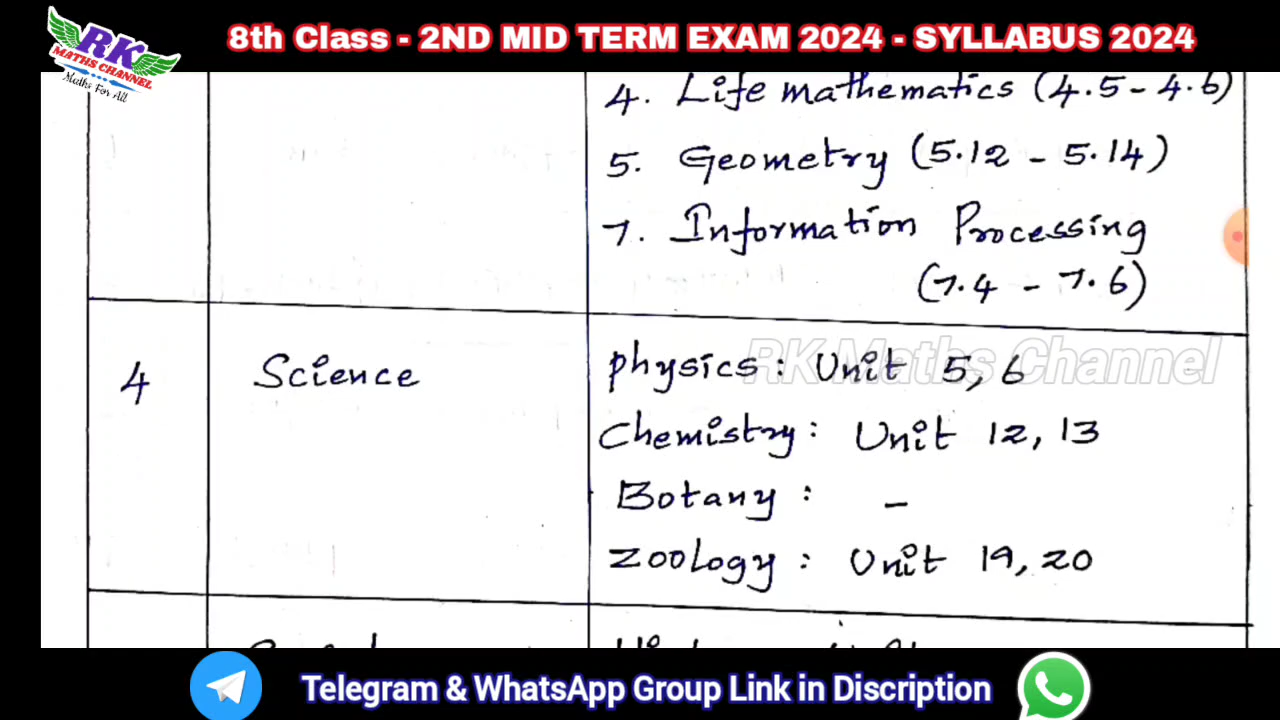 RK
MATHS CHANNEL
Maths For All
8th Class - 2ND MID TERM EXAM 2024 - SYLLABUS 2024
4. Life mathematics (4.5 - 4.6)
5. Geometry (5.12 - 5.14)
7. Information Processing
(7.4 - 7.6)
4 Science Physics: Unit 5, 6
RK Maths Channel
Chemistry: Unit 12, 13
Botany: -
Zoology: Unit 19, 20
Telegram & WhatsApp Group Link in Discription